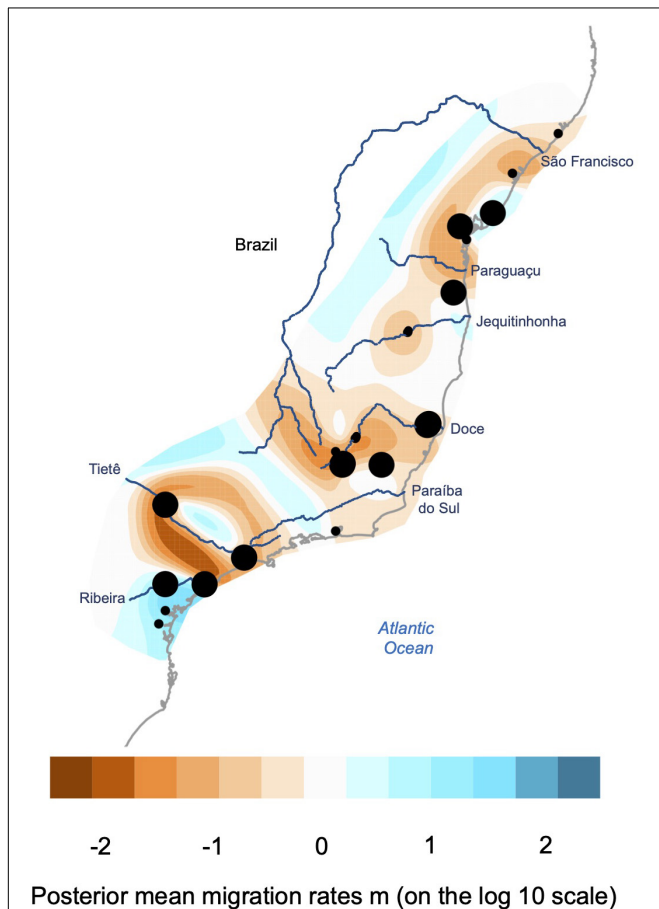 São Francisco
Brazil
Paraguaçu
Jequitinhonha
Doce
Tietê
Paraíba
do Sul
Ribeira
Atlantic
Ocean
-2 -1 0 1 2
Posterior mean migration rates m (on the log 10 scale)